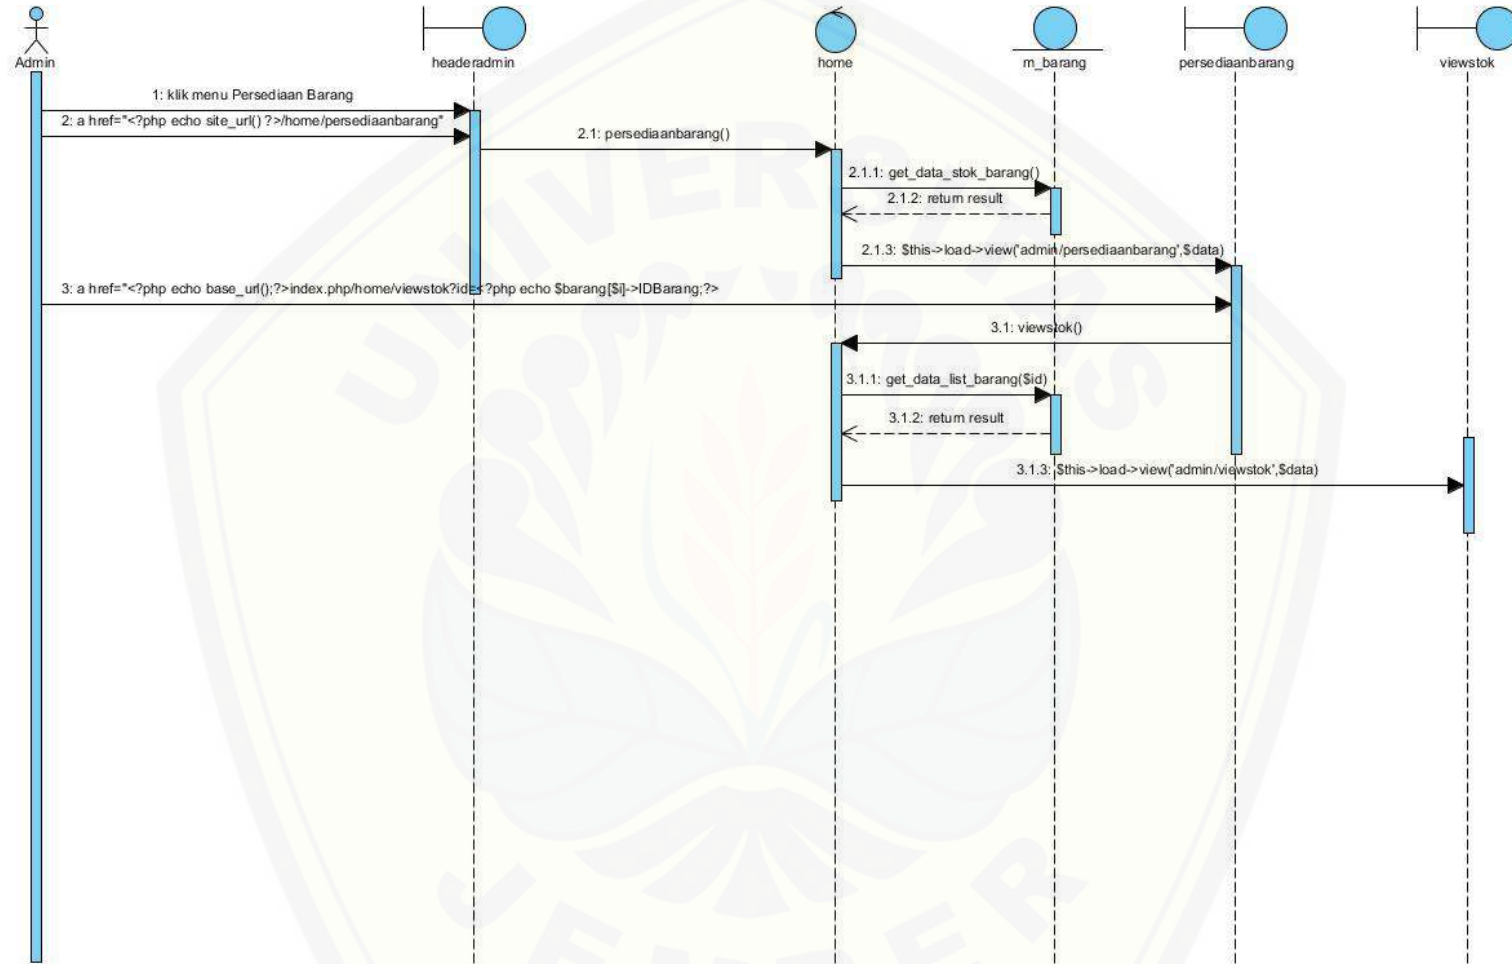 Admin
headeradmin
home
m_barang
persediaanbarang
viewstok
1: klik menu Persediaan Barang
2: a href="<?php echo site_url() ?>/home/persediaanbarang"
2.1: persediaanbarang()
2.1.1: get_data_stok_barang()
2.1.2: return result
2.1.3: $this->load->view('admin/persediaanbarang',$data)
3: a href="<?php echo base_url();?>index.php/home/viewstok?id=<?php echo $barang[$i]->IDBarang;?>
3.1: viewstok()
3.1.1: get_data_list_barang($id)
3.1.2: return result
3.1.3: $this->load->view('admin/viewstok',$data)
UNIVERSITAS
JEMBER